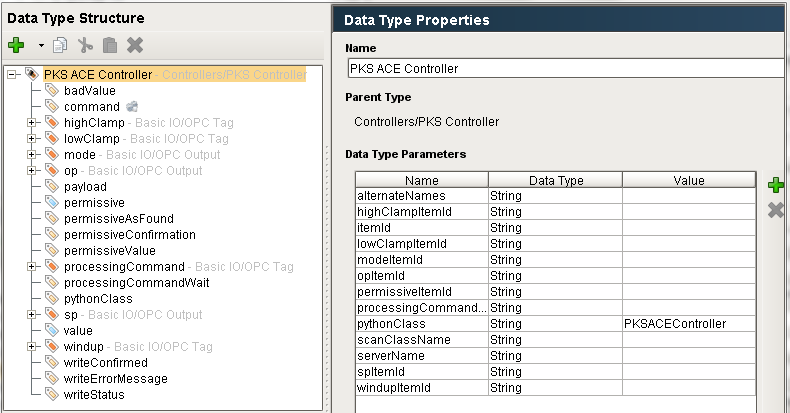 Data Type Structure
PKS ACE Controller - Controllers/PKS Controller
badValue
command
highClamp - Basic IO/OPC Tag
lowClamp - Basic IO/OPC Tag
mode - Basic IO/OPC Output
op - Basic IO/OPC Output
payload
permissive
permissiveAsFound
permissiveConfirmation
permissiveValue
processingCommand - Basic IO/OPC Tag
processingCommandWait
pythonClass
sp - Basic IO/OPC Output
value
windup - Basic IO/OPC Tag
writeConfirmed
writeErrorMessage
writeStatus
Data Type Properties
Name
PKS ACE Controller
Parent Type
Controllers/PKS Controller
Data Type Parameters
Name Data Type Value
alternateNames String
highClampItemId String
itemId String
lowClampItemId String
modeItemId String
opItemId String
permissiveItemId String
processingCommand... String
pythonClass String PKSACEController
scanClassName String
serverName String
spItemId String
windupItemId String